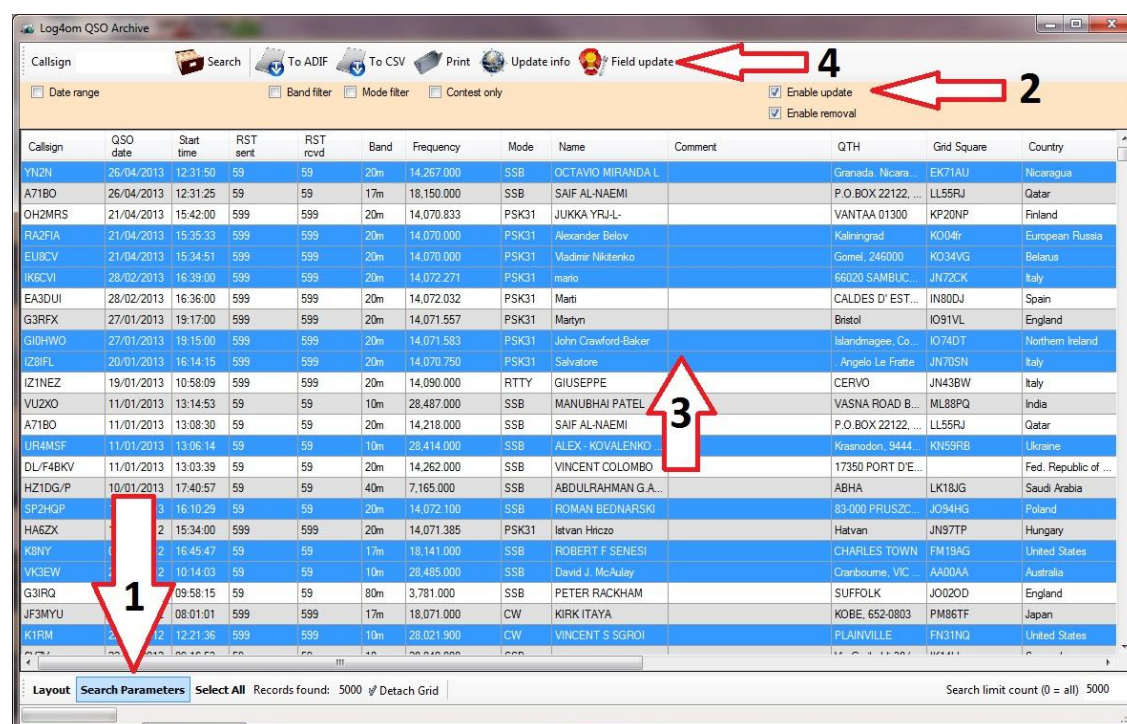 Log4om QSO Archive
Callsign Search To ADIF To CSV Print Update info Field update 4
Date range Band filter Mode filter Contest only Enable update 2
Enable removal
Callsign QSO date Start time RST sent RST rcvd Band Frequency Mode Name Comment QTH Grid Square Country
YN2N 26/04/2013 12:31:50 59 59 20m 14,267.000 SSB OCTAVIO MIRANDA L Granada. Nicara... EK71AU Nicaragua
A71BO 26/04/2013 12:31:25 59 59 17m 18,150.000 SSB SAIF AL-NAEMI P.O.BOX 22122, ... LL55RJ Qatar
OH2MRS 21/04/2013 15:42:00 599 599 20m 14,070.833 PSK31 JUKKA YRJ-L- VANTAA 01300 KP20NP Finland
RA2FIA 21/04/2013 15:35:33 599 599 20m 14,070.000 PSK31 Alexander Belov Kaliningrad KO04fr European Russia
EU8CV 21/04/2013 15:34:51 599 599 20m 14,070.000 PSK31 Vladimir Nikitenko Gomel, 246000 KO34VG Belarus
IK6CVI 28/02/2013 16:39:00 599 599 20m 14,072.271 PSK31 mario 66020 SAMBUC... JN72CK Italy
EA3DUI 28/02/2013 16:36:00 599 599 20m 14,072.032 PSK31 Marti CALDES D' EST... IN80DJ Spain
G3RFX 27/01/2013 19:17:00 599 599 20m 14,071.557 PSK31 Martyn Bristol IO91VL England
GI0HWO 27/01/2013 19:15:00 599 599 20m 14,071.583 PSK31 John Crawford-Baker Islandmagee, Co... IO74DT Northern Ireland
IZ8IFL 20/01/2013 16:14:15 599 599 20m 14,070.750 PSK31 Salvatore . Angelo Le Fratte JN70SN Italy
IZ1NEZ 19/01/2013 10:58:09 599 599 20m 14,090.000 RTTY GIUSEPPE CERVO JN43BW Italy
VU2XO 11/01/2013 13:14:53 59 59 10m 28,487.000 SSB MANUBHAI PATEL VASNA ROAD B... ML88PQ India
A71BO 11/01/2013 13:08:30 59 59 20m 14,218.000 SSB SAIF AL-NAEMI 3 P.O.BOX 22122, ... LL55RJ Qatar
UR4MSF 11/01/2013 13:06:14 59 59 10m 28,414.000 SSB ALEX - KOVALENKO ... Krasnodon, 9444... KN59RB Ukraine
DL/F4BKV 11/01/2013 13:03:39 59 59 20m 14,262.000 SSB VINCENT COLOMBO 17350 PORT D'E... Fed. Republic of ...
HZ1DG/P 10/01/2013 17:40:57 59 59 40m 7,165.000 SSB ABDULRAHMAN G.A... ABHA LK18JG Saudi Arabia
SP2HQP 3 16:10:29 59 59 20m 14,072.100 SSB ROMAN BEDNARSKI 83-000 PRUSZC... JO94HG Poland
HA6ZX 2 15:34:00 599 599 20m 14,071.385 PSK31 Istvan Hriczo Hatvan JN97TP Hungary
K8NY 2 16:45:47 59 59 17m 18,141.000 SSB ROBERT F SENESI CHARLES TOWN FM19AG United States
VK3EW 2 10:14:03 59 59 10m 28,485.000 SSB David J. McAulay Cranbourne, VIC ... AA00AA Australia
G3IRQ 1 09:58:15 59 59 80m 3,781.000 SSB PETER RACKHAM SUFFOLK JO02OD England
JF3MYU 08:01:01 599 599 17m 18,071.000 CW KIRK ITAYA KOBE, 652-0803 PM86TF Japan
K1RM 12 12:21:36 599 599 10m 28,021.900 CW VINCENT S SGROI PLAINVILLE FN31NQ United States
Layout Search Parameters Select All Records found: 5000 Detach Grid Search limit count (0 = all) 5000